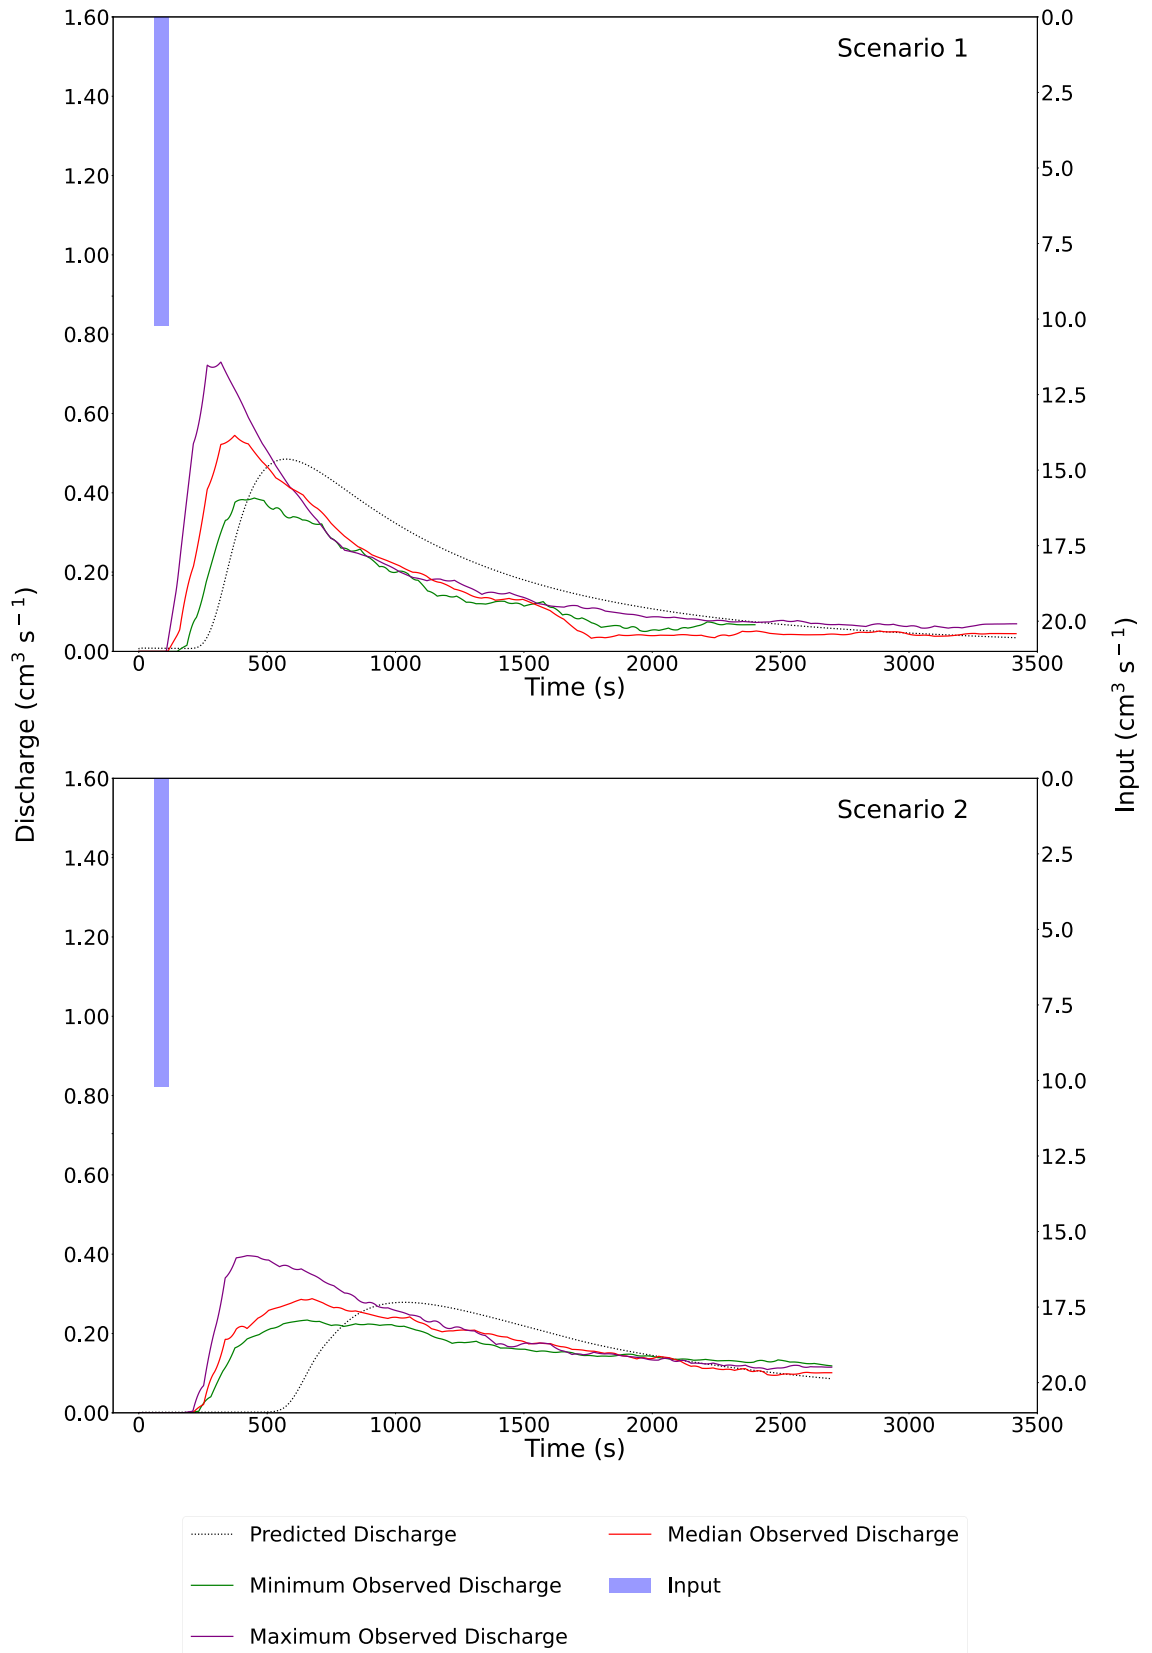 1.60
1.40
1.20
1.00
0.80
0.60
0.40
0.20
0.00
0.0
2.5
5.0
7.5
10.0
12.5
15.0
17.5
20.0
Scenario 1
0 500 1000 1500 2000 2500 3000 3500
Time (s)
Discharge (cm³ s⁻¹)
Input (cm³ s⁻¹)
1.60
1.40
1.20
1.00
0.80
0.60
0.40
0.20
0.00
0.0
2.5
5.0
7.5
10.0
12.5
15.0
17.5
20.0
Scenario 2
0 500 1000 1500 2000 2500 3000 3500
Time (s)
Predicted Discharge
Minimum Observed Discharge
Maximum Observed Discharge
Median Observed Discharge
Input